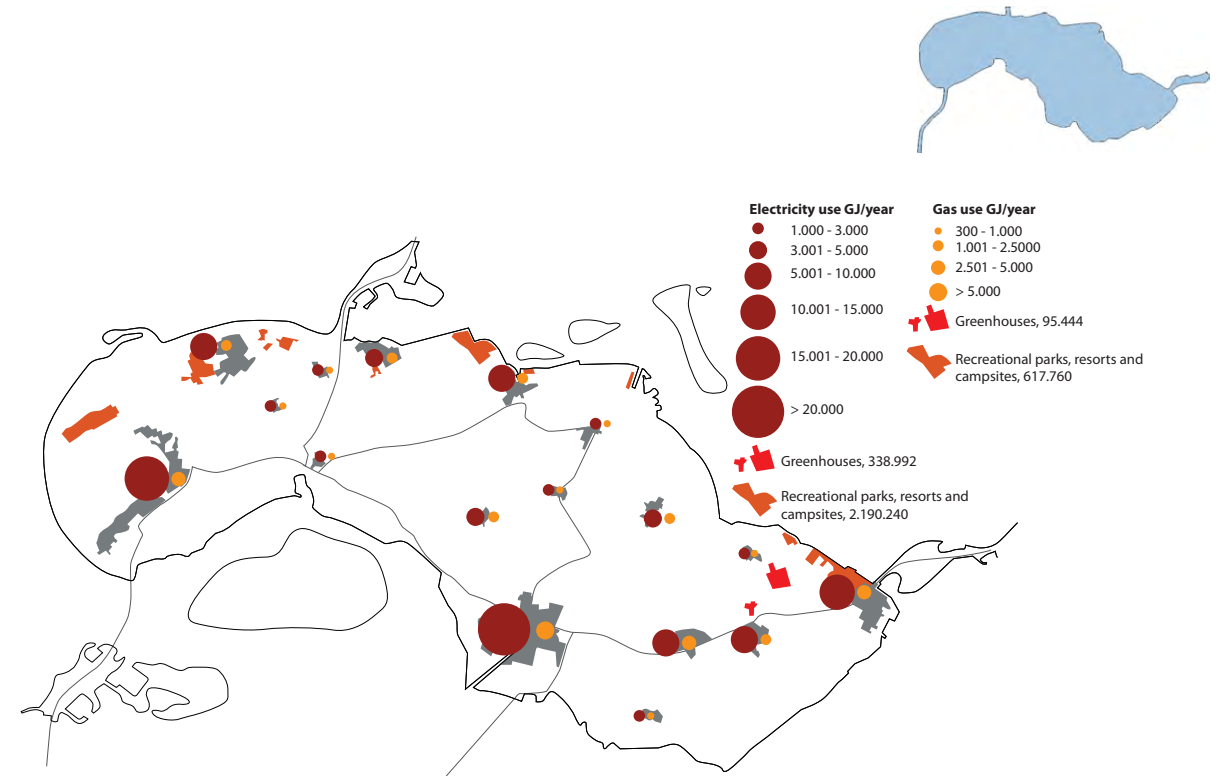 Electricity use GJ/year
1.000 - 3.000
3.001 - 5.000
5.001 - 10.000
10.001 - 15.000
15.001 - 20.000
> 20.000
Greenhouses, 338.992
Recreational parks, resorts and
campsites, 2.190.240
Gas use GJ/year
300 - 1.000
1.001 - 2.5000
2.501 - 5.000
> 5.000
Greenhouses, 95.444
Recreational parks, resorts and
campsites, 617.760